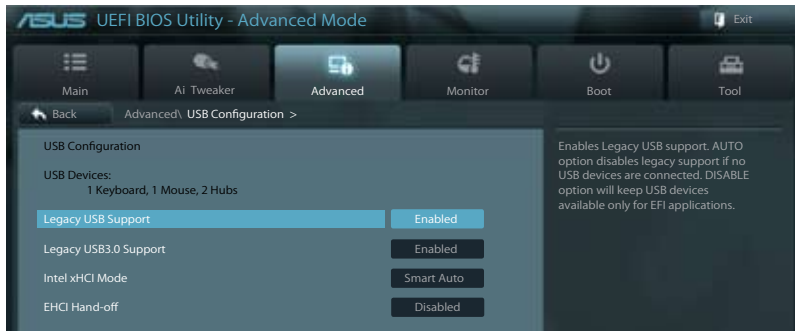 ASUS UEFI BIOS Utility - Advanced Mode
Exit
Main
Ai Tweaker
Advanced
Monitor
Boot
Tool
Back
Advanced\ USB Configuration >
USB Configuration
USB Devices:
1 Keyboard, 1 Mouse, 2 Hubs
Legacy USB Support Enabled
Legacy USB3.0 Support Enabled
Intel xHCI Mode Smart Auto
EHCI Hand-off Disabled
Enables Legacy USB support. AUTO
option disables legacy support if no
USB devices are connected. DISABLE
option will keep USB devices
available only for EFI applications.